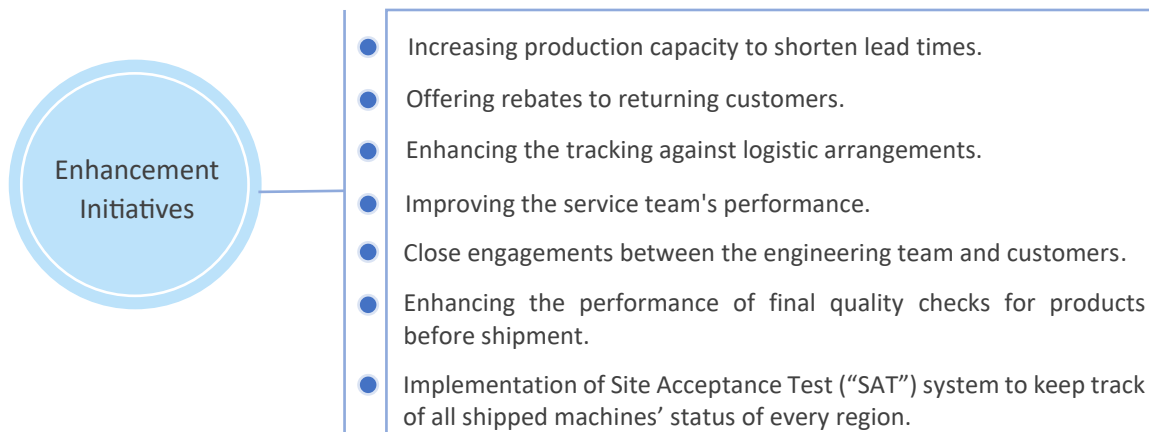 Enhancement
Initiatives
Increasing production capacity to shorten lead times.
Offering rebates to returning customers.
Enhancing the tracking against logistic arrangements.
Improving the service team's performance.
Close engagements between the engineering team and customers.
Enhancing the performance of final quality checks for products
before shipment.
Implementation of Site Acceptance Test (“SAT”) system to keep track
of all shipped machines’ status of every region.